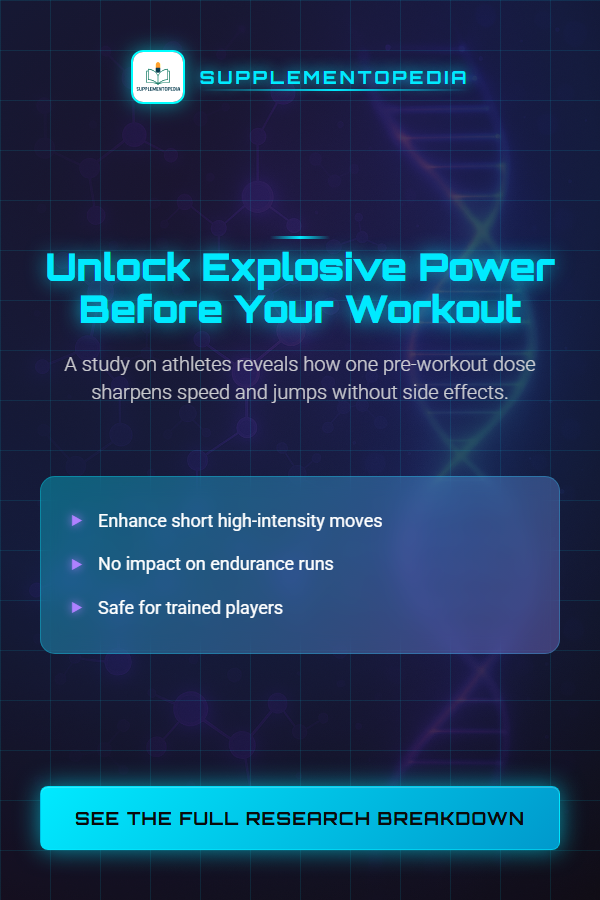 SUPPLEMENTOPEDIA
SUPPLEMENTOPEDIA
Unlock Explosive Power
Before Your Workout
A study on athletes reveals how one pre-workout dose
sharpens speed and jumps without side effects.
Enhance short high-intensity moves
No impact on endurance runs
Safe for trained players
SEE THE FULL RESEARCH BREAKDOWN